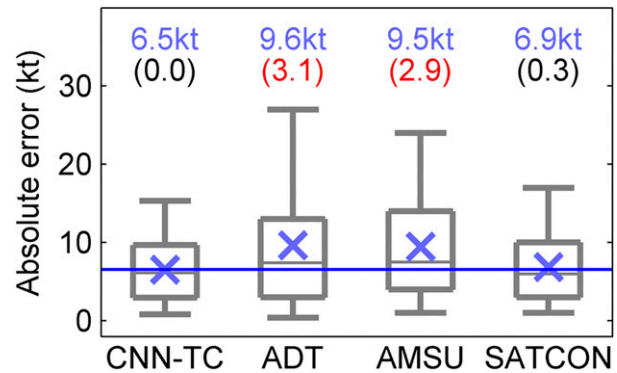 6.5kt 9.6kt 9.5kt 6.9kt
(0.0) (3.1) (2.9) (0.3)
Absolute error (kt)
30
20
10
0
CNN-TC ADT AMSU SATCON